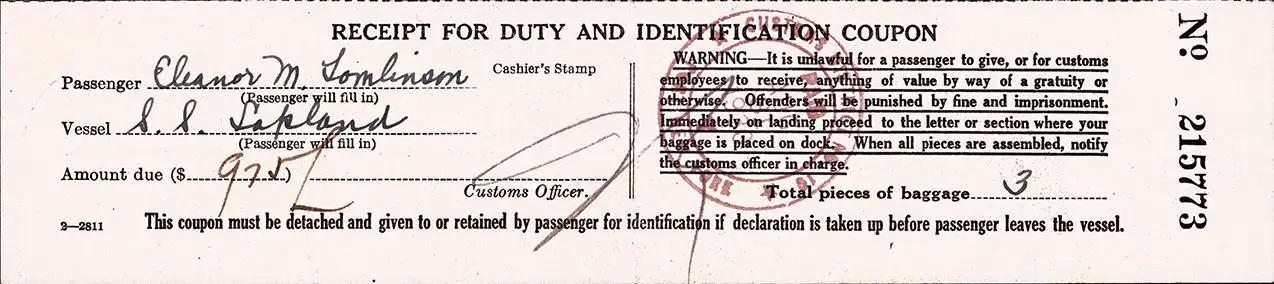 RECEIPT FOR DUTY AND IDENTIFICATION COUPON
Passenger Eleanor M. Tomlinson
(Passenger will fill in)
Cashier's Stamp
Vessel S. S. Lapland
(Passenger will fill in)
Amount due ($ 975)
Customs Officer.
WARNING—It is unlawful for a passenger to give, or for customs
employees to receive, anything of value by way of a gratuity or
otherwise. Offenders will be punished by fine and imprisonment.
Immediately on landing proceed to the letter or section where your
baggage is placed on dock. When all pieces are assembled, notify
the customs officer in charge.
Total pieces of baggage 3
2—2811 This coupon must be detached and given to or retained by passenger for identification if declaration is taken up before passenger leaves the vessel.
No 215773
CUSTOMS